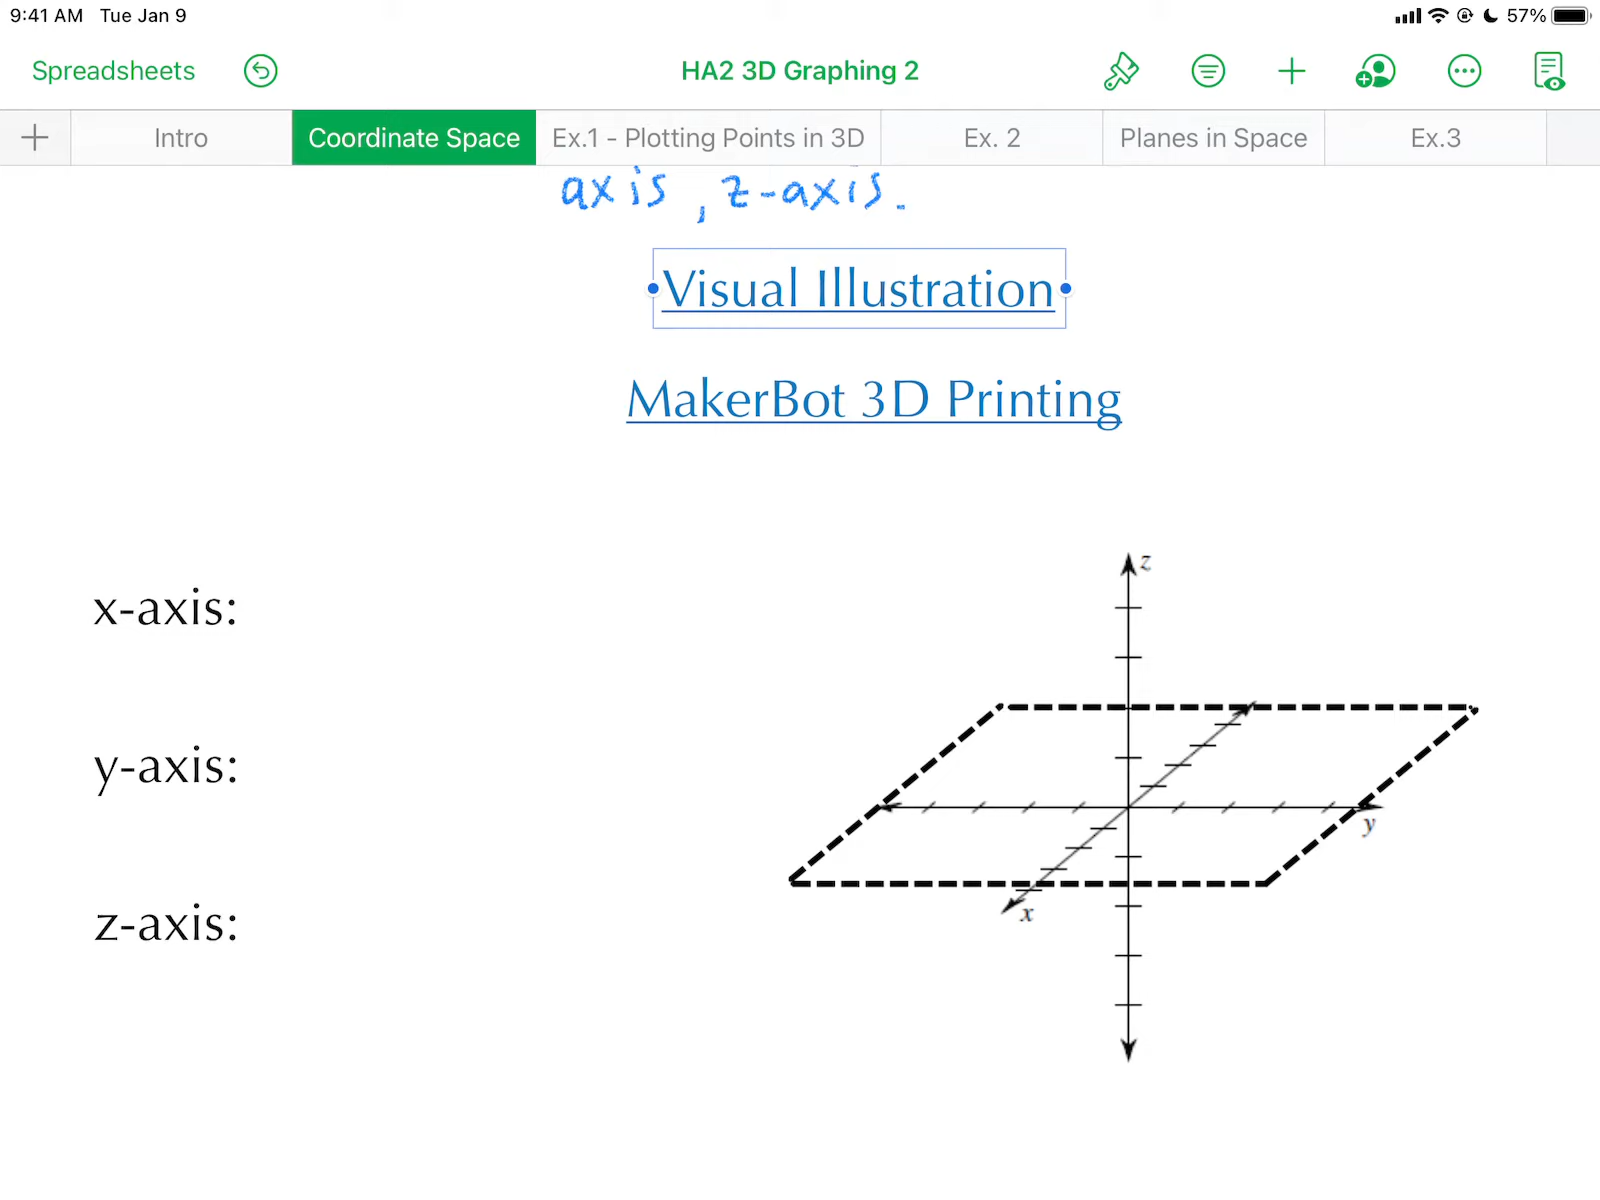 9:41 AM Tue Jan 9 57%
Spreadsheets HA2 3D Graphing 2
Intro Coordinate Space Ex.1 - Plotting Points in 3D Ex. 2 Planes in Space Ex.3
axis, z-axis.
Visual Illustration
MakerBot 3D Printing
z
x-axis:
y-axis:
y
z-axis:
x